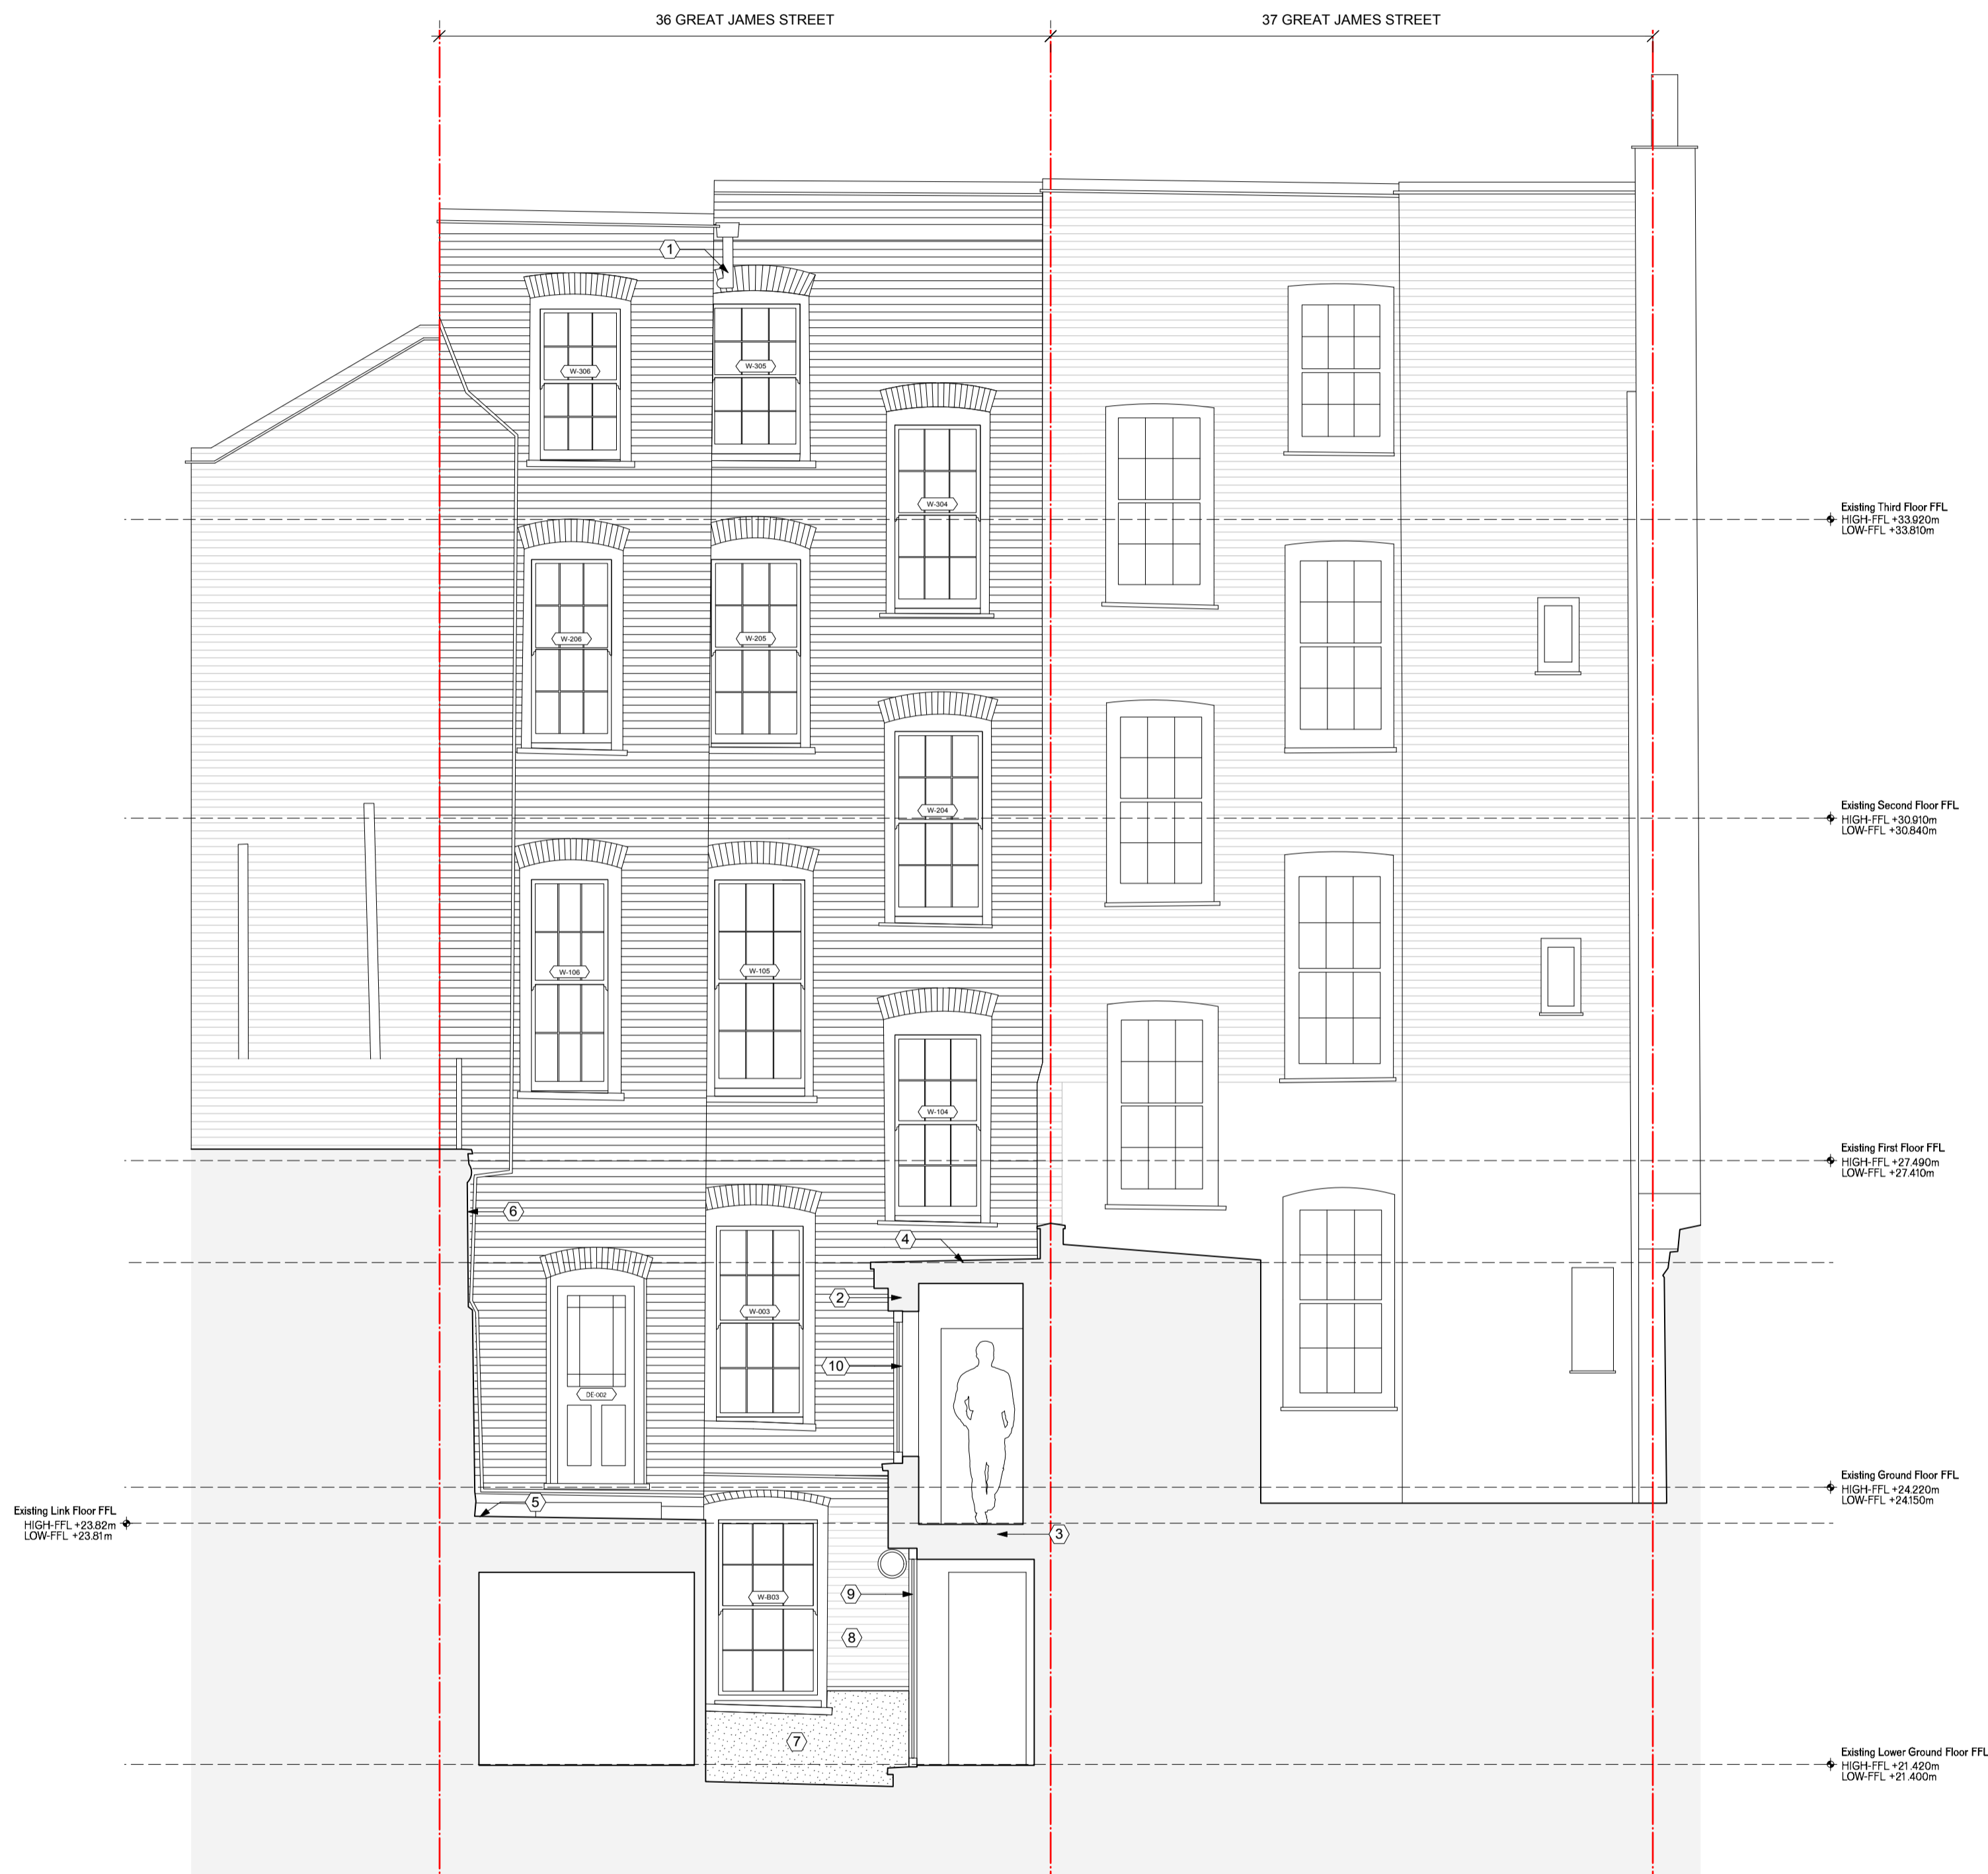 36 GREAT JAMES STREET
37 GREAT JAMES STREET
1
W-306
W-305
W-304
Existing Third Floor FFL
HIGH-FFL +33.920m
LOW-FFL +33.810m
W-206
W-205
W-204
Existing Second Floor FFL
HIGH-FFL +30.910m
LOW-FFL +30.840m
W-106
W-105
W-104
Existing First Floor FFL
HIGH-FFL +27.490m
LOW-FFL +27.410m
6
4
2
W-003
10
DE-002
Existing Ground Floor FFL
HIGH-FFL +24.220m
LOW-FFL +24.150m
5
Existing Link Floor FFL
HIGH-FFL +23.82m
LOW-FFL +23.81m
3
9
W-B03
8
7
Existing Lower Ground Floor FFL
HIGH-FFL +21.420m
LOW-FFL +21.400m